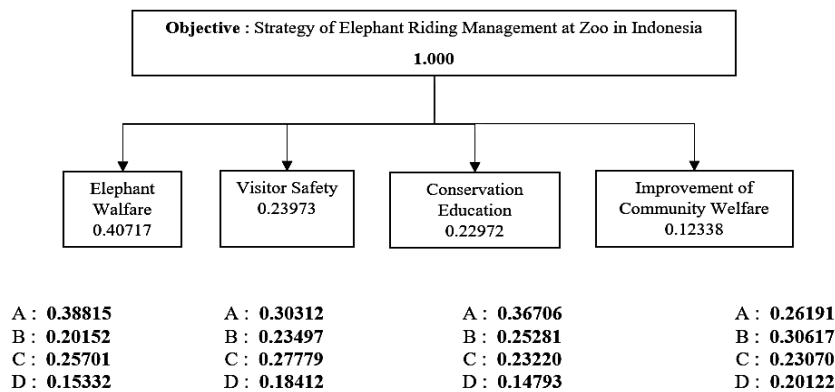 Objective : Strategy of Elephant Riding Management at Zoo in Indonesia
1.000
Elephant
Walfare
0.40717
Visitor Safety
0.23973
Conservation
Education
0.22972
Improvement of
Community Welfare
0.12338
A : 0.38815
B : 0.20152
C : 0.25701
D : 0.15332
A : 0.30312
B : 0.23497
C : 0.27779
D : 0.18412
A : 0.36706
B : 0.25281
C : 0.23220
D : 0.14793
A : 0.26191
B : 0.30617
C : 0.23070
D : 0.20122